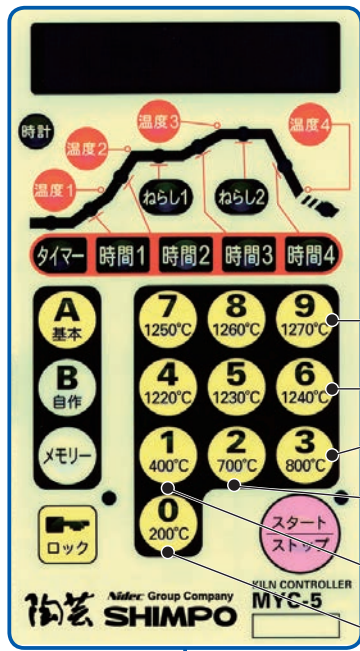 時計
温度1
温度2
温度3
温度4
ねらし1
ねらし2
タイマー 時間1 時間2 時間3 時間4
A
基本
B
自作
メモリー
ロック
7
1250℃
8
1260℃
9
1270℃
4
1220℃
5
1230℃
6
1240℃
1
400℃
2
700℃
3
800℃
0
200℃
スタート
ストップ
陶芸 Nidec Group Company
SHIMPO
KILN CONTROLLER
MYC-5